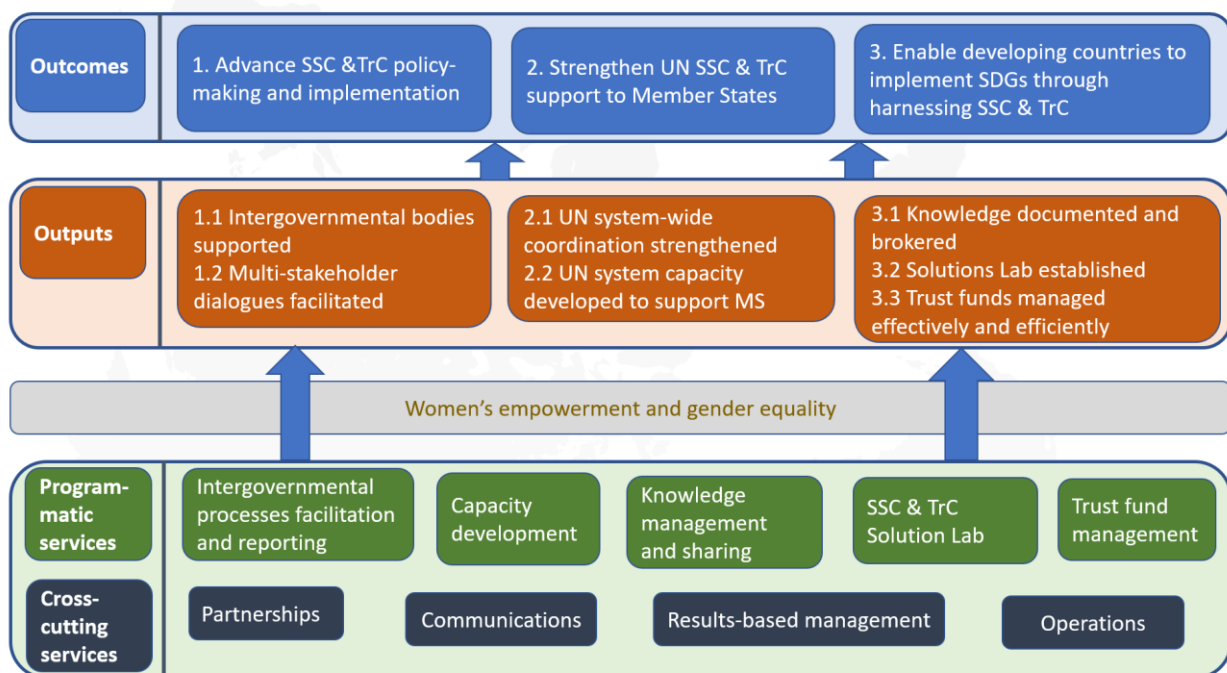 Outcomes
1. Advance SSC &TrC policy-
making and implementation
2. Strengthen UN SSC & TrC
support to Member States
3. Enable developing countries to
implement SDGs through
harnessing SSC & TrC
Outputs
1.1 Intergovernmental bodies
supported
1.2 Multi-stakeholder
dialogues facilitated
2.1 UN system-wide
coordination strengthened
2.2 UN system capacity
developed to support MS
3.1 Knowledge documented and
brokered
3.2 Solutions Lab established
3.3 Trust funds managed
effectively and efficiently
Women’s empowerment and gender equality
Program-
matic
services
Intergovernmental
processes facilitation
and reporting
Capacity
development
Knowledge
management
and sharing
SSC & TrC
Solution Lab
Trust fund
management
Cross-
cutting
services
Partnerships
Communications
Results-based management
Operations